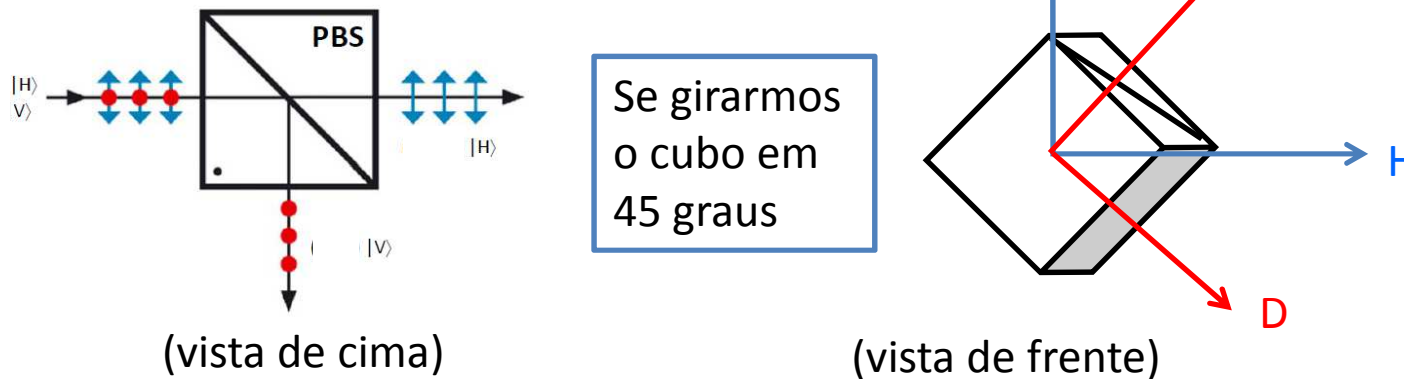 PBS
|H⟩
V⟩
|H⟩
|V⟩
(vista de cima)
Se girarmos
o cubo em
45 graus
H
D
(vista de frente)